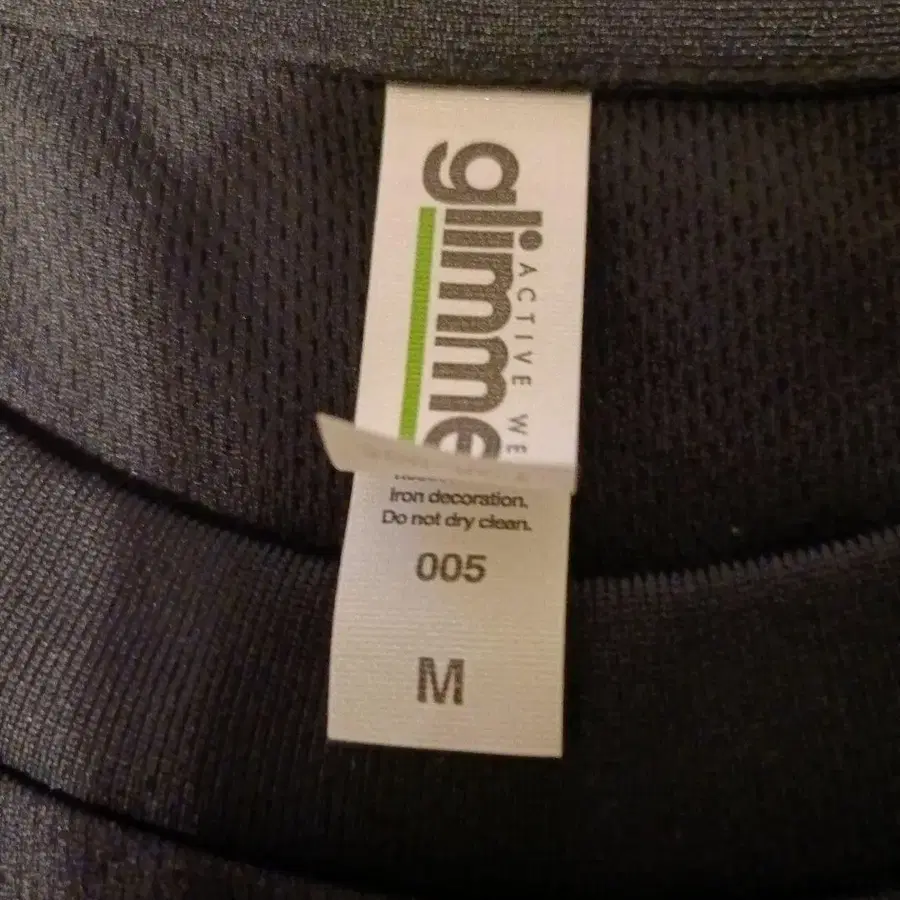 glimme
ACTIVE WE
Iron decoration.
Do not dry clean.
005
M